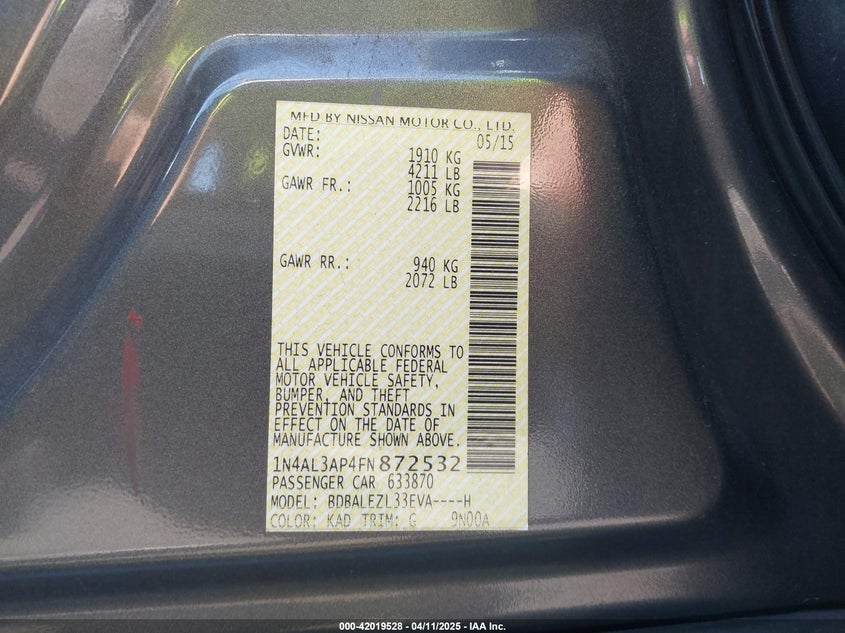 MFD BY NISSAN MOTOR CO., LTD.
DATE: 05/15
GVWR: 1910 KG
4211 LB
GAWR FR.: 1005 KG
2216 LB
GAWR RR.: 940 KG
2072 LB
THIS VEHICLE CONFORMS TO
ALL APPLICABLE FEDERAL
MOTOR VEHICLE SAFETY,
BUMPER, AND THEFT
PREVENTION STANDARDS IN
EFFECT ON THE DATE OF
MANUFACTURE SHOWN ABOVE.
1N4AL3AP4FN872532
PASSENGER CAR 633870
MODEL: BDBALEZL33EVA----H
COLOR: KAD TRIM: G 9N00A
000-42019528 - 04/11/2025 - IAA Inc.